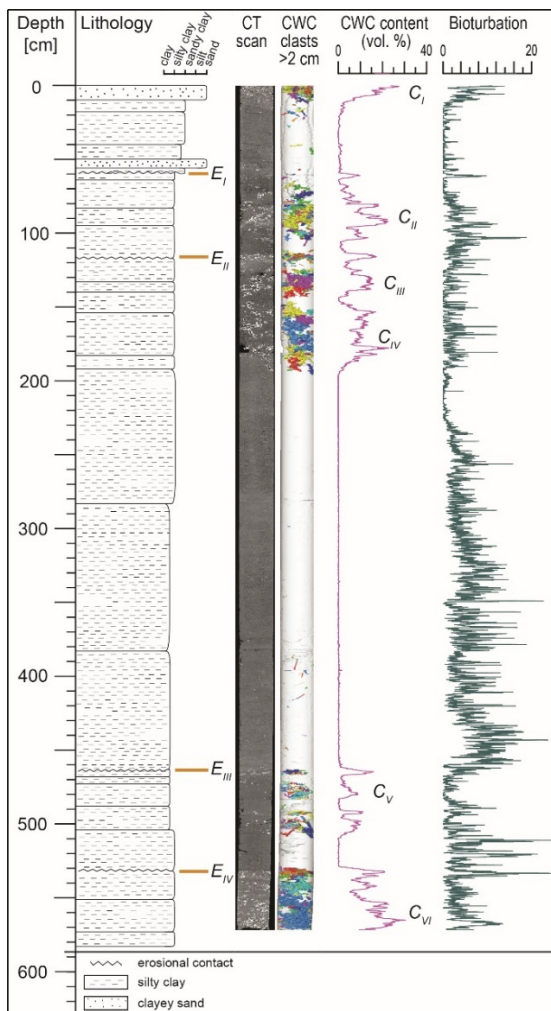 Depth
[cm]
Lithology
clay
silty clay
sandy clay
silt
sand
CT
scan
CWC
clasts
>2 cm
CWC content
(vol. %)
0 40
Bioturbation
0 20
0
100
200
300
400
500
600
C_I
E_I
C_II
E_II
C_III
C_IV
E_III
C_V
E_IV
C_VI
erosional contact
silty clay
clayey sand